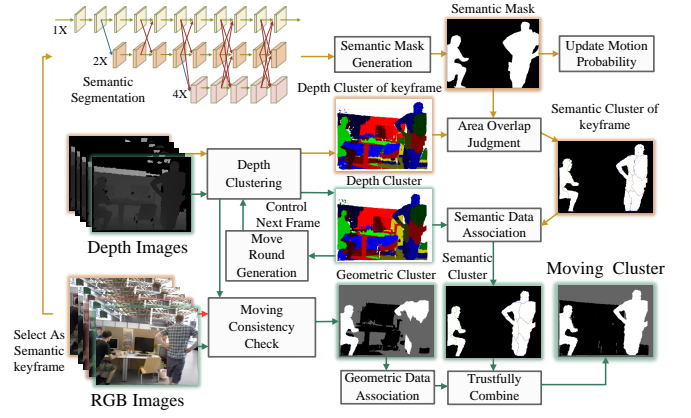 1X
2X
4X
Semantic
Segmentation
Semantic Mask
Generation
Semantic Mask
Update Motion
Probability
Depth Cluster of keyframe
Area Overlap
Judgment
Semantic Cluster of
keyframe
Depth Images
Depth
Clustering
Control
Next Frame
Move
Round
Generation
Depth Cluster
Semantic Data
Association
Semantic
Cluster
Geometric Cluster
Moving Cluster
Select As
Semantic
keyframe
RGB Images
Moving
Consistency
Check
Geometric Data
Association
Trustfully
Combine